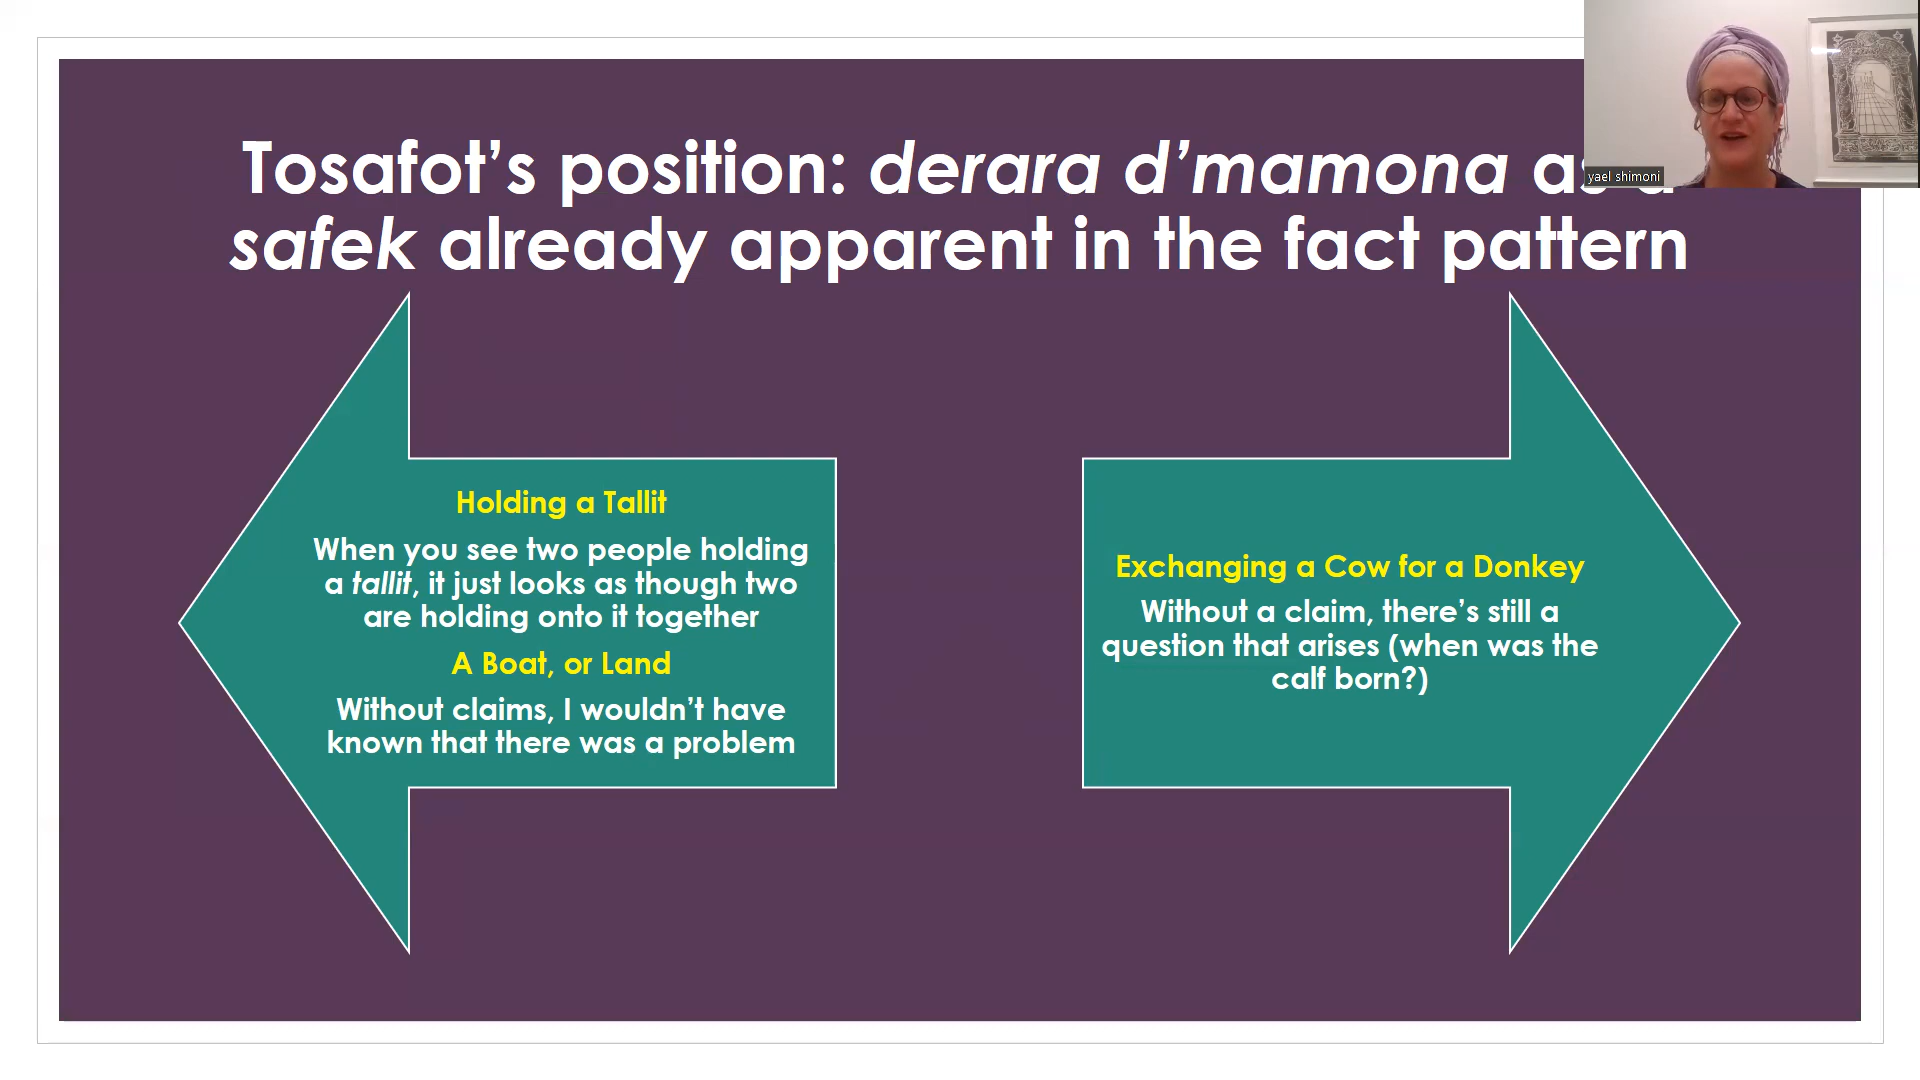 Tosafot’s position: derara d’mamona as a
safek already apparent in the fact pattern
yael shimoni
Holding a Tallit
When you see two people holding
a tallit, it just looks as though two
are holding onto it together
A Boat, or Land
Without claims, I wouldn’t have
known that there was a problem
Exchanging a Cow for a Donkey
Without a claim, there’s still a
question that arises (when was the
calf born?)